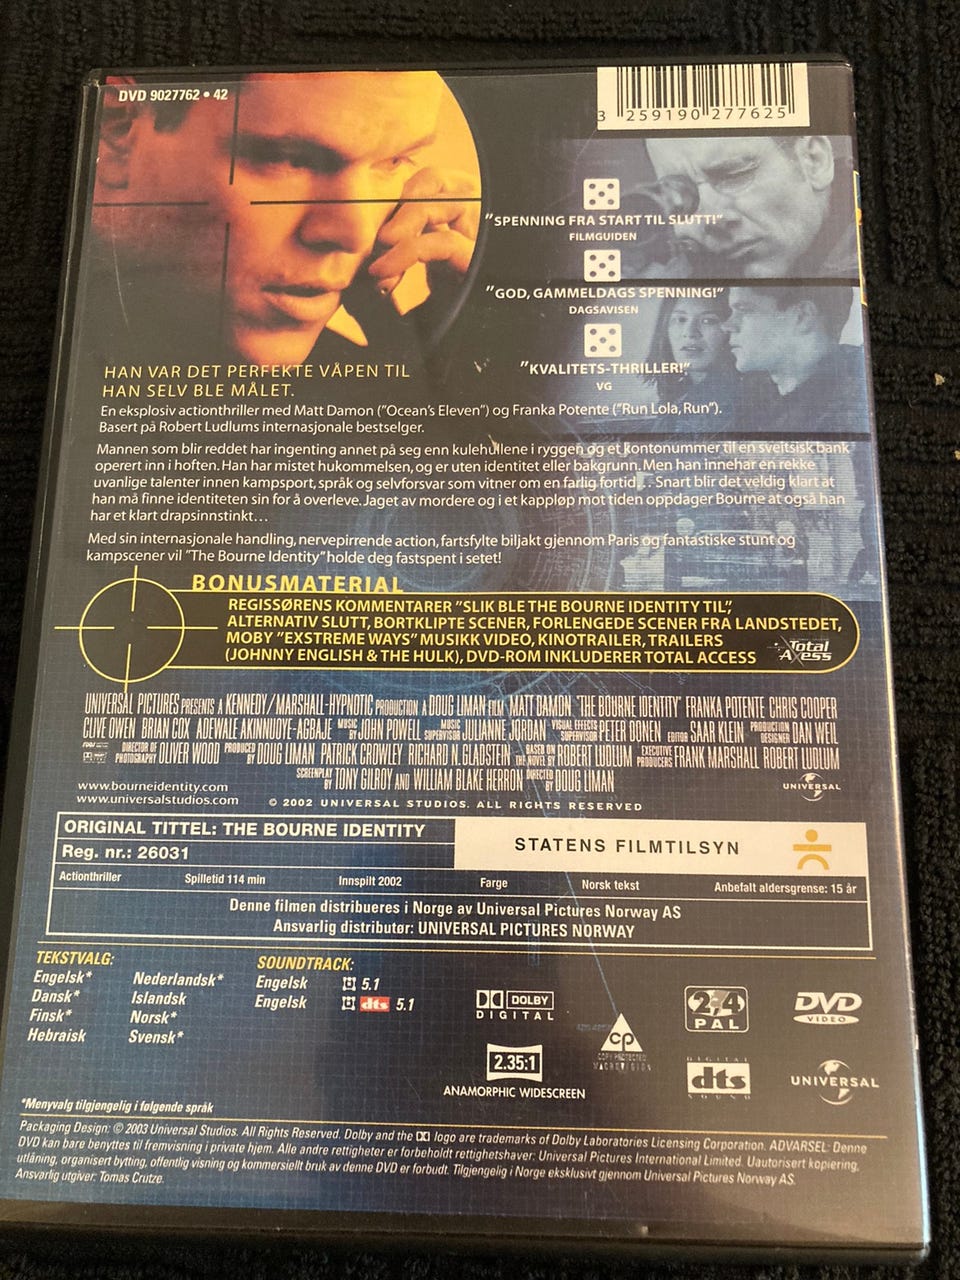 DVD 9027762 • 42
3 259190 277625
"SPENNING FRA START TIL SLUTT!"
FILMGUIDEN
"GOD, GAMMELDAGS SPENNING!"
DAGSAVISEN
"KVALITETS-THRILLER!"
VG
HAN VAR DET PERFEKTE VÅPEN TIL
HAN SELV BLE MÅLET.
En eksplosiv actionthriller med Matt Damon ("Ocean's Eleven") og Franka Potente ("Run Lola, Run").
Basert på Robert Ludlums internasjonale bestselger.
Mannen som blir reddet har ingenting annet på seg enn kulehullene i ryggen og et kontonummer til en sveitsisk bank
operert inn i hoften. Han har mistet hukommelsen, og er uten identitet eller bakgrunn. Men han innehar en rekke
uvanlige talenter innen kampsport, språk og selvforsvar som vitner om en farlig fortid... Snart blir det veldig klart at
han må finne identiteten sin for å overleve. Jaget av mordere og i et kappløp mot tiden oppdager Bourne at også han
har et klart drapsinnstinkt...
Med sin internasjonale handling, nervepirrende action, fartsfylte biljakt gjennom Paris og fantastiske stunt og
kampscener vil "The Bourne Identity" holde deg fastspent i setet!
BONUSMATERIAL
REGISSØRENS KOMMENTARER "SLIK BLE THE BOURNE IDENTITY TIL",
ALTERNATIV SLUTT, BORTKLIPTE SCENER, FORLENGEDE SCENER FRA LANDSTEDET,
MOBY "EXSTREME WAYS" MUSIKK VIDEO, KINOTRAILER, TRAILERS
(JOHNNY ENGLISH & THE HULK), DVD-ROM INKLUDERER TOTAL ACCESS
Total Axess
UNIVERSAL PICTURES PRESENTS A KENNEDY/MARSHALL-HYPNOTIC PRODUCTION A DOUG LIMAN FILM MATT DAMON "THE BOURNE IDENTITY" FRANKA POTENTE CHRIS COOPER
CLIVE OWEN BRIAN COX ADEWALE AKINNUOYE-AGBAJE MUSIC BY JOHN POWELL MUSIC SUPERVISOR JULIANNE JORDAN VISUAL EFFECTS SUPERVISOR PETER DONEN EDITOR SAAR KLEIN PRODUCTION DESIGNER DAN WEIL
DIRECTOR OF PHOTOGRAPHY OLIVER WOOD PRODUCED BY DOUG LIMAN PATRICK CROWLEY RICHARD N. GLADSTEIN BASED ON THE NOVEL BY ROBERT LUDLUM EXECUTIVE PRODUCERS FRANK MARSHALL ROBERT LUDLUM
SCREENPLAY BY TONY GILROY AND WILLIAM BLAKE HERRON DIRECTED BY DOUG LIMAN
www.bourneidentity.com
www.universalstudios.com
© 2002 UNIVERSAL STUDIOS. ALL RIGHTS RESERVED
UNIVERSAL
ORIGINAL TITTEL: THE BOURNE IDENTITY
Reg. nr.: 26031
STATENS FILMTILSYN
Actionthriller Spilletid 114 min Innspilt 2002 Farge Norsk tekst Anbefalt aldersgrense: 15 år
Denne filmen distribueres i Norge av Universal Pictures Norway AS
Ansvarlig distributør: UNIVERSAL PICTURES NORWAY
TEKSTVALG:
Engelsk* Nederlandsk*
Dansk* Islandsk
Finsk* Norsk*
Hebraisk Svensk*
SOUNDTRACK:
Engelsk 5.1
Engelsk dts 5.1
DOLBY
DIGITAL
2.35:1
ANAMORPHIC WIDESCREEN
CP
COPY PROTECTED
MACROVISION
2-4
PAL
DVD
VIDEO
DIGITAL
dts
SOUND
UNIVERSAL
*Menyvalg tilgjengelig i følgende språk
Packaging Design: © 2003 Universal Studios. All Rights Reserved. Dolby and the logo are trademarks of Dolby Laboratories Licensing Corporation. ADVARSEL: Denne
DVD kan bare benyttes til fremvisning i private hjem. Alle andre rettigheter er forbeholdt rettighetshaver: Universal Pictures International Limited. Uautorisert kopiering,
utlåning, organisert bytting, offentlig visning og kommersiellt bruk av denne DVD er forbudt. Tilgjengelig i Norge eksklusivt gjennom Universal Pictures Norway AS.
Ansvarlig utgiver: Tomas Crutze.